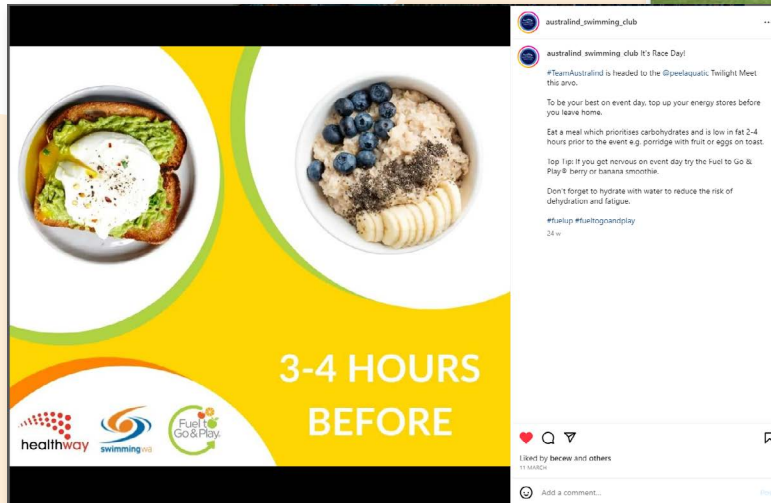 australind_swimming_club
australind_swimming_club It's Race Day!
#TeamAustralind is headed to the @peelaquatic Twilight Meet
this arvo.
To be your best on event day, top up your energy stores before
you leave home.
Eat a meal which prioritises carbohydrates and is low in fat 2-4
hours prior to the event e.g. porridge with fruit or eggs on toast.
Top Tip: If you get nervous on event day try the Fuel to Go &
Play® berry or banana smoothie.
Don't forget to hydrate with water to reduce the risk of
dehydration and fatigue.
#fuelup #fueltogoandplay
24 w
3-4 HOURS
BEFORE
healthway
swimmingwa
Fuel to
Go & Play
Liked by becew and others
11 MARCH
Add a comment...